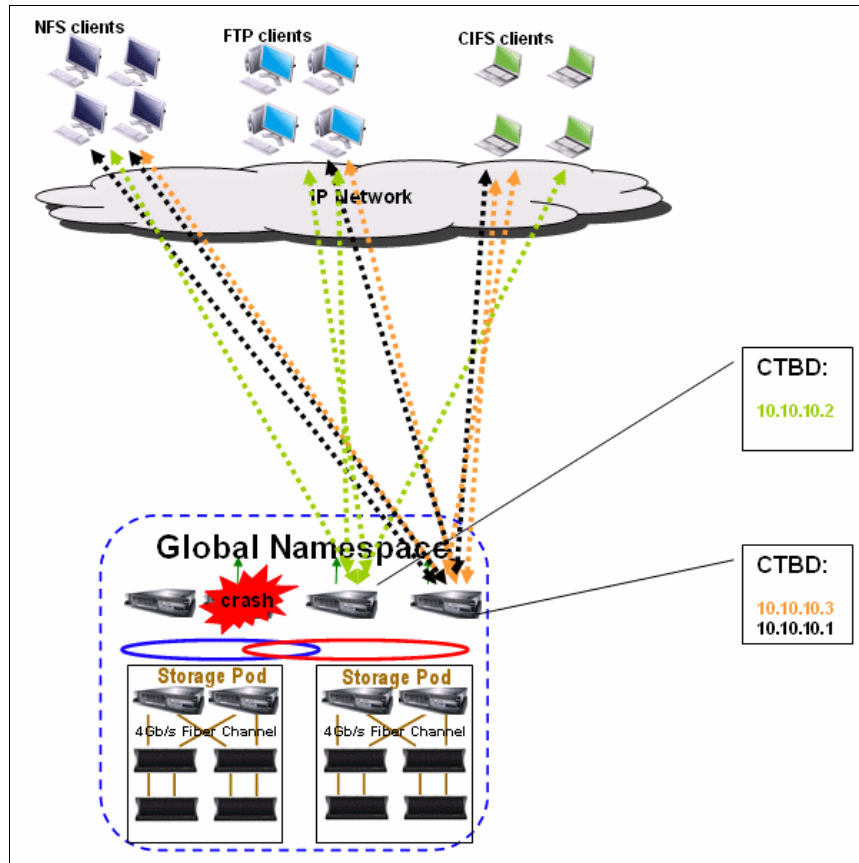 NFS clients
FTP clients
CIFS clients
IP Network
CTBD:
10.10.10.2
Global Namespace
crash
CTBD:
10.10.10.3
10.10.10.1
Storage Pod
Storage Pod
4Gb/s Fiber Channel
4Gb/s Fiber Channel